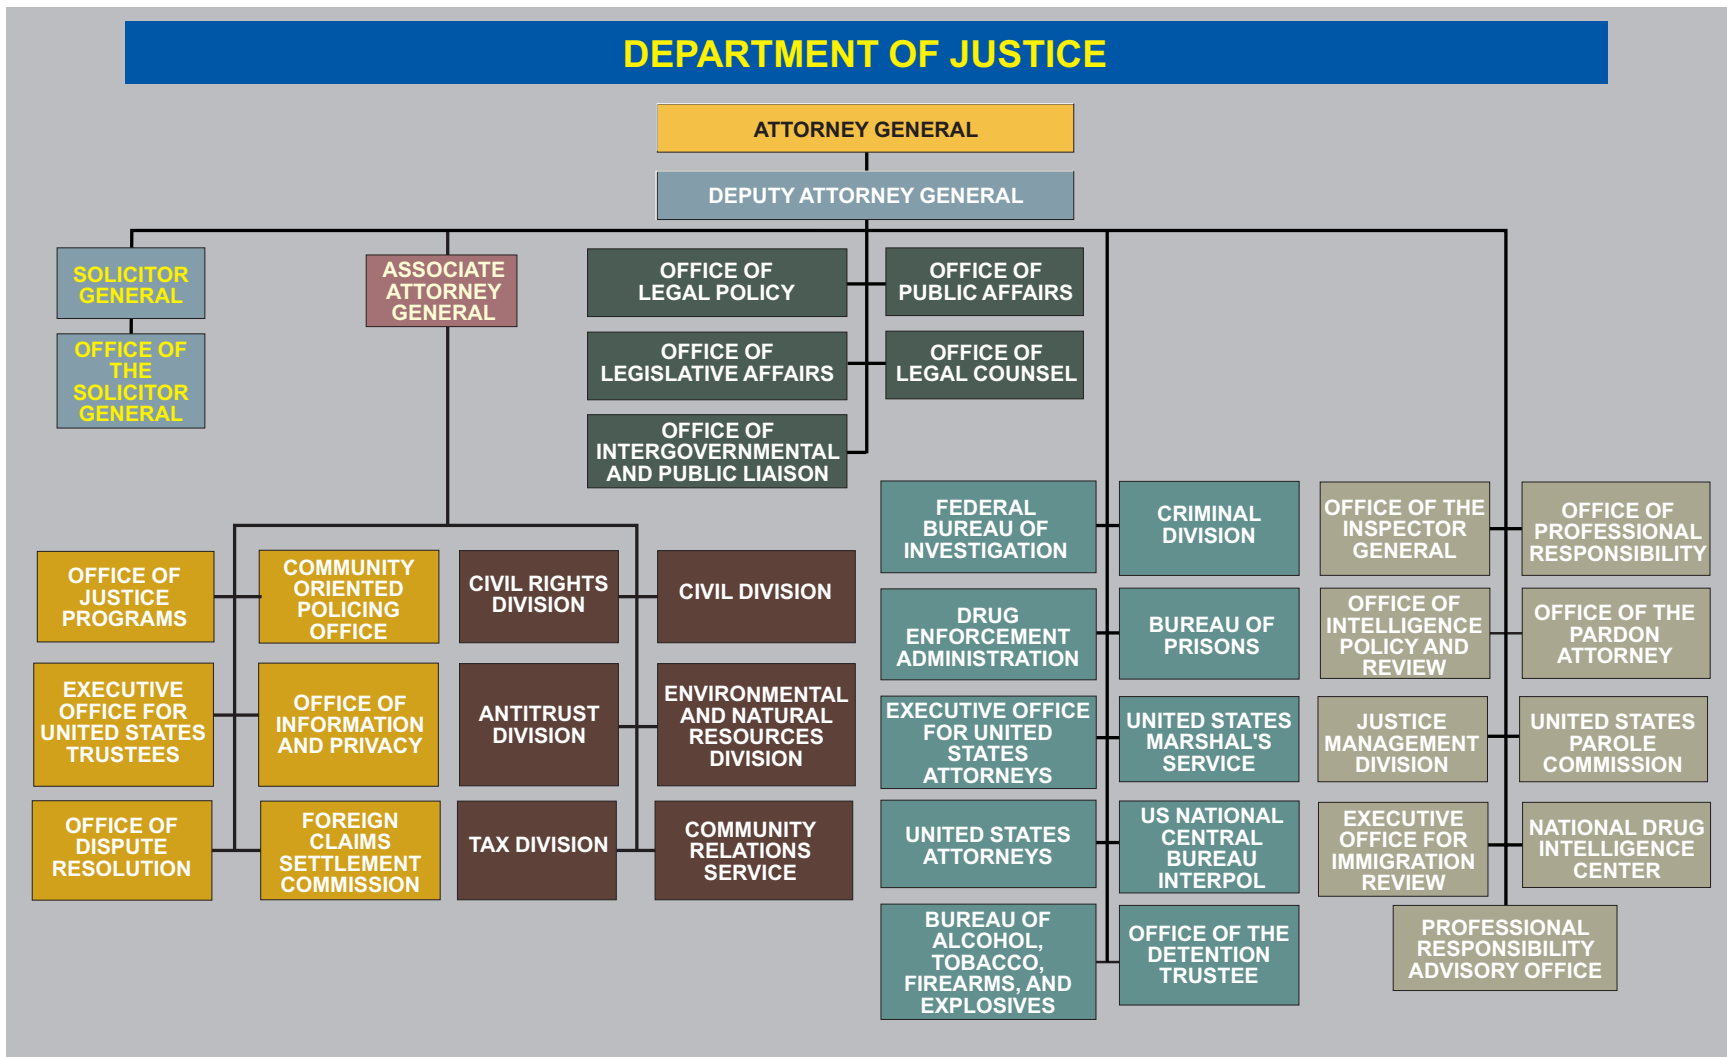 DEPARTMENT OF JUSTICE
ATTORNEY GENERAL
DEPUTY ATTORNEY GENERAL
SOLICITOR
GENERAL
OFFICE OF
THE
SOLICITOR
GENERAL
ASSOCIATE
ATTORNEY
GENERAL
OFFICE OF
LEGAL POLICY
OFFICE OF
PUBLIC AFFAIRS
OFFICE OF
LEGISLATIVE AFFAIRS
OFFICE OF
LEGAL COUNSEL
OFFICE OF
INTERGOVERNMENTAL
AND PUBLIC LIAISON
OFFICE OF
JUSTICE
PROGRAMS
COMMUNITY
ORIENTED
POLICING
OFFICE
EXECUTIVE
OFFICE FOR
UNITED STATES
TRUSTEES
OFFICE OF
INFORMATION
AND PRIVACY
OFFICE OF
DISPUTE
RESOLUTION
FOREIGN
CLAIMS
SETTLEMENT
COMMISSION
CIVIL RIGHTS
DIVISION
CIVIL DIVISION
ANTITRUST
DIVISION
ENVIRONMENTAL
AND NATURAL
RESOURCES
DIVISION
TAX DIVISION
COMMUNITY
RELATIONS
SERVICE
FEDERAL
BUREAU OF
INVESTIGATION
CRIMINAL
DIVISION
DRUG
ENFORCEMENT
ADMINISTRATION
BUREAU OF
PRISONS
EXECUTIVE OFFICE
FOR UNITED
STATES
ATTORNEYS
UNITED STATES
MARSHAL'S
SERVICE
UNITED STATES
ATTORNEYS
US NATIONAL
CENTRAL
BUREAU
INTERPOL
BUREAU OF
ALCOHOL,
TOBACCO,
FIREARMS, AND
EXPLOSIVES
OFFICE OF THE
DETENTION
TRUSTEE
OFFICE OF THE
INSPECTOR
GENERAL
OFFICE OF
PROFESSIONAL
RESPONSIBILITY
OFFICE OF
INTELLIGENCE
POLICY AND
REVIEW
OFFICE OF THE
PARDON
ATTORNEY
JUSTICE
MANAGEMENT
DIVISION
UNITED STATES
PAROLE
COMMISSION
EXECUTIVE
OFFICE FOR
IMMIGRATION
REVIEW
NATIONAL DRUG
INTELLIGENCE
CENTER
PROFESSIONAL
RESPONSIBILITY
ADVISORY OFFICE